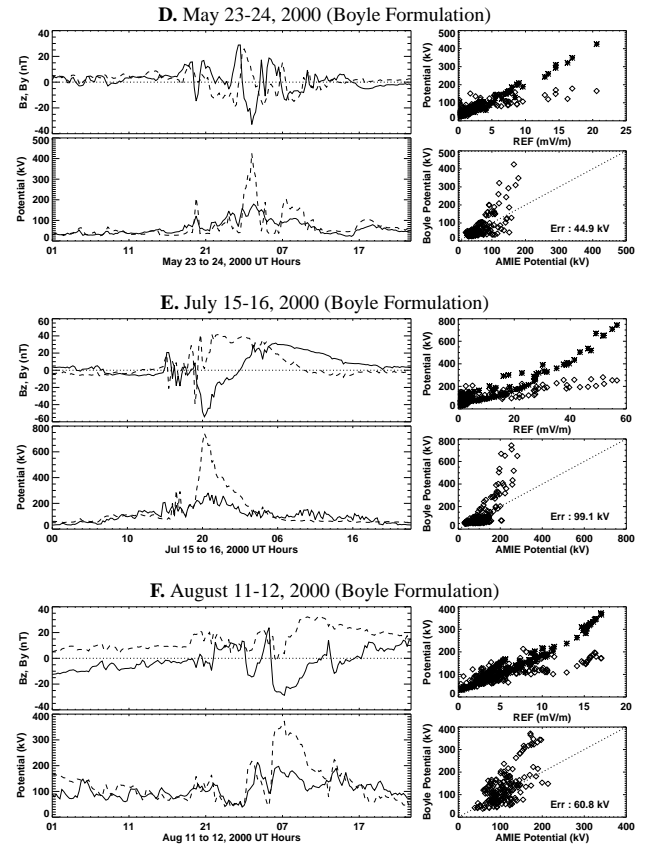 D. May 23-24, 2000 (Boyle Formulation)
Bz, By (nT)
40
20
0
-20
-40
Potential (kV)
500
400
300
200
100
0
01 11 21 07 17
May 23 to 24, 2000 UT Hours
Potential (kV)
500
400
300
200
100
0
0 5 10 15 20 25
REF (mV/m)
Boyle Potential (kV)
500
400
300
200
100
0
Err : 44.9 kV
0 100 200 300 400 500
AMIE Potential (kV)
E. July 15-16, 2000 (Boyle Formulation)
Bz, By (nT)
60
40
20
0
-20
-40
-60
Potential (kV)
800
600
400
200
0
01 11 20 06 16
Jul 15 to 16, 2000 UT Hours
Potential (kV)
800
600
400
200
0
0 20 40 60
REF (mV/m)
Boyle Potential (kV)
800
600
400
200
0
Err : 99.1 kV
0 200 400 600 800
AMIE Potential (kV)
F. August 11-12, 2000 (Boyle Formulation)
Bz, By (nT)
40
20
0
-20
-40
Potential (kV)
400
300
200
100
0
01 11 21 07 17
Aug 11 to 12, 2000 UT Hours
Potential (kV)
400
300
200
100
0
0 5 10 15 20
REF (mV/m)
Boyle Potential (kV)
400
300
200
100
0
Err : 60.8 kV
0 100 200 300 400
AMIE Potential (kV)